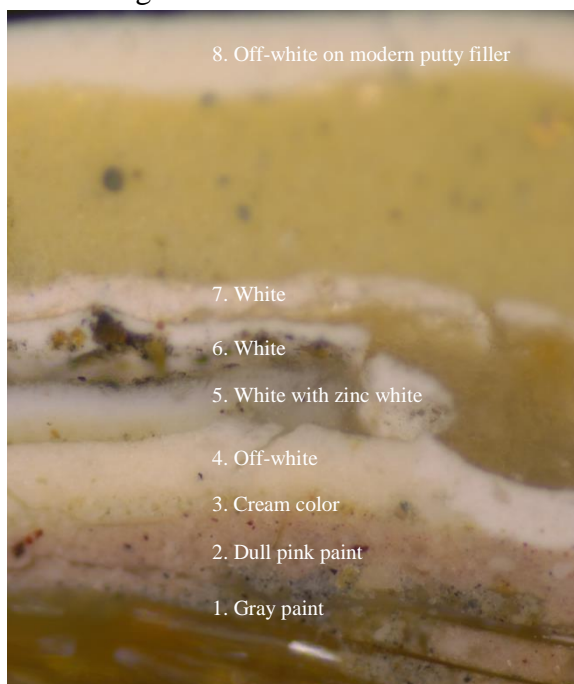 8. Off-white on modern putty filler
7. White
6. White
5. White with zinc white
4. Off-white
3. Cream color
2. Dull pink paint
1. Gray paint